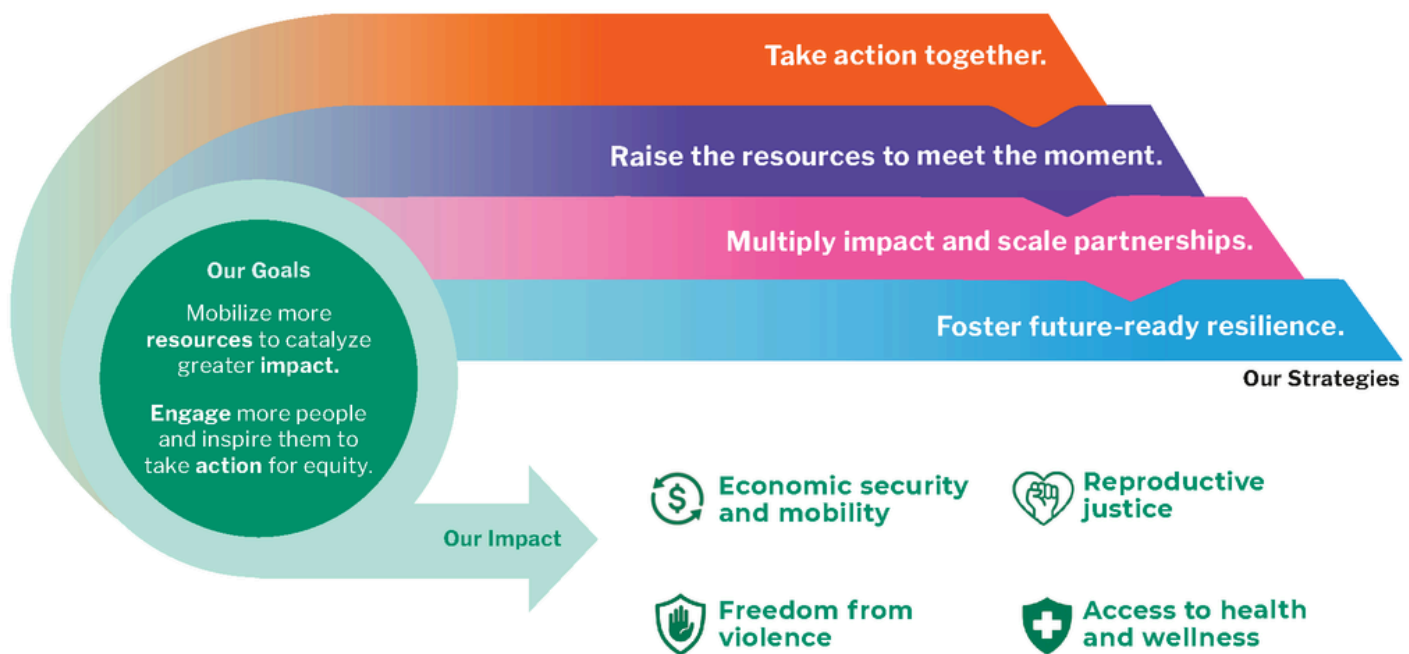 Take action together.
Raise the resources to meet the moment.
Multiply impact and scale partnerships.
Foster future-ready resilience.
Our Strategies
Our Goals
Mobilize more
resources to catalyze
greater impact.
Engage more people
and inspire them to
take action for equity.
Our Impact
$
Economic security
and mobility
Reproductive
justice
Freedom from
violence
Access to health
and wellness